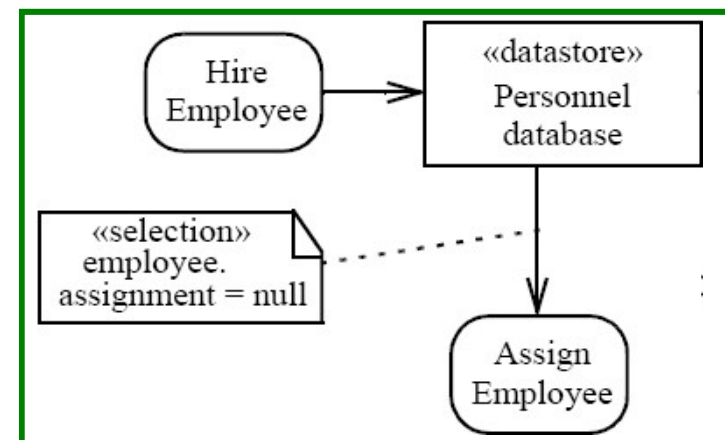 Hire
Employee
«datastore»
Personnel
database
«selection»
employee.
assignment = null
Assign
Employee